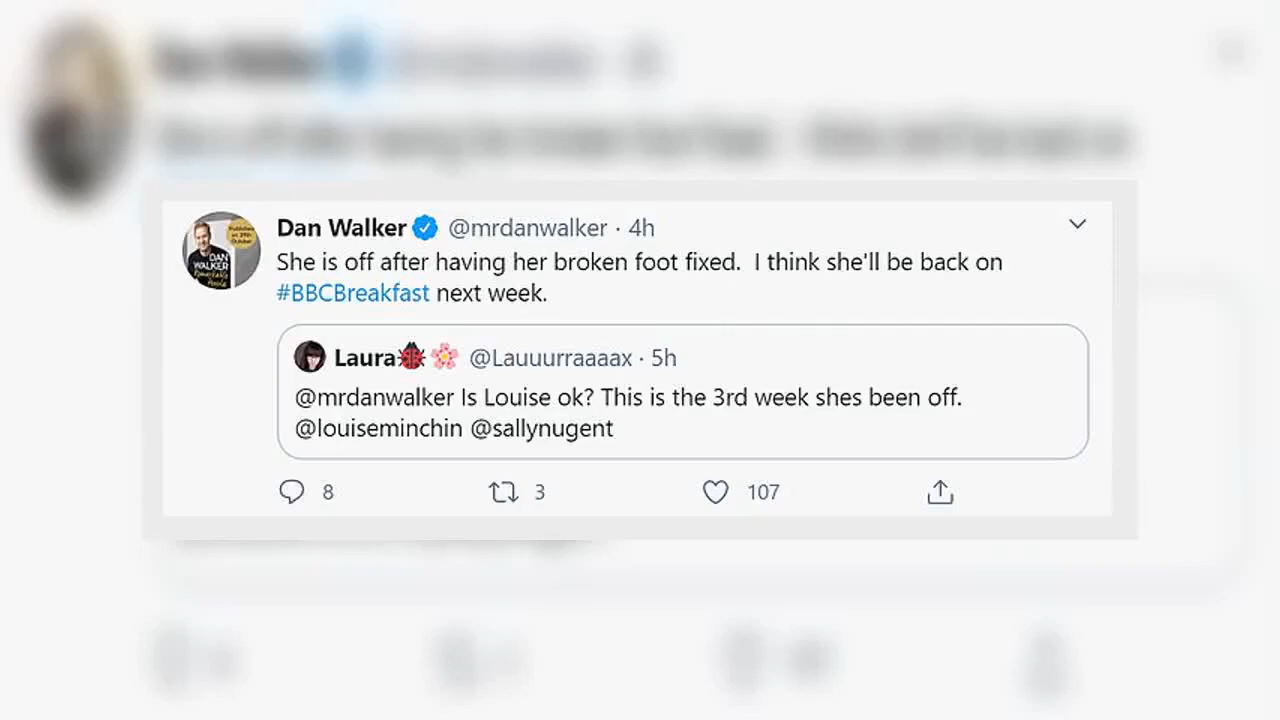 Dan Walker @mrdanwalker · 4h
She is off after having her broken foot fixed.  I think she'll be back on
#BBCBreakfast next week.
Laura🐞🌸 @Lauuurraaaax · 5h
@mrdanwalker Is Louise ok? This is the 3rd week shes been off.
@louiseminchin @sallynugent
8 3 107